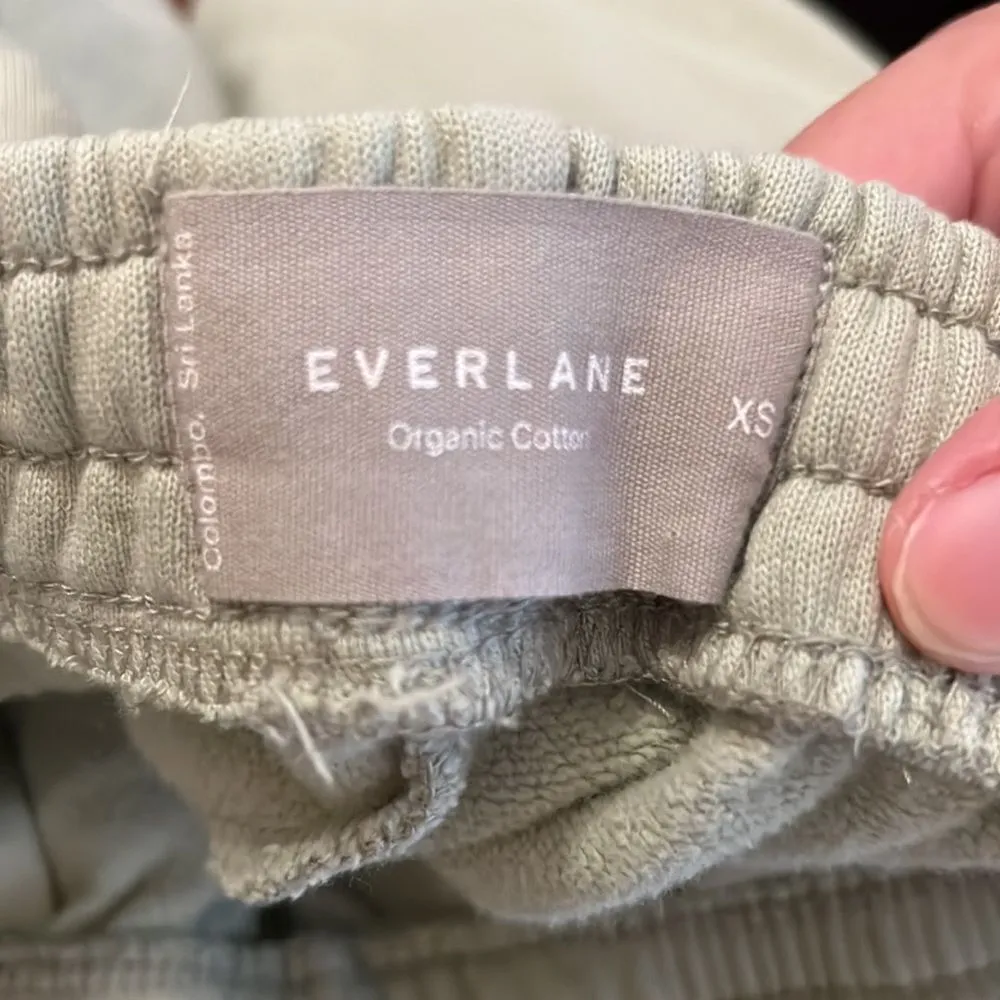 EVERLANE
Organic Cotton
XS
Colombo, Sri Lanka